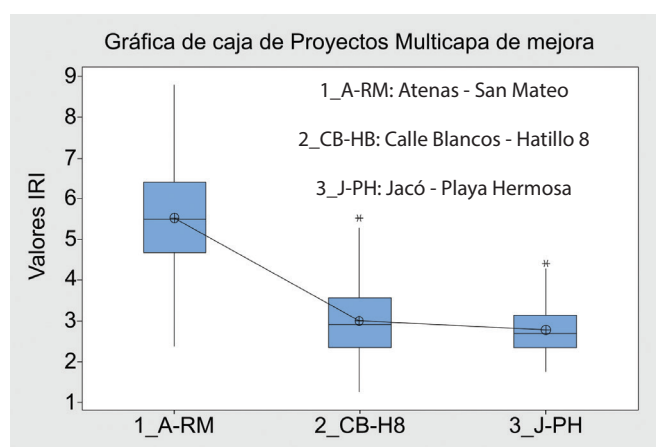 Gráfica de caja de Proyectos Multicapa de mejora
1_A-RM: Atenas - San Mateo
2_CB-HB: Calle Blancos - Hatillo 8
3_J-PH: Jacó - Playa Hermosa
Valores IRI
9
8
7
6
5
4
3
2
1
1_A-RM
2_CB-H8
3_J-PH